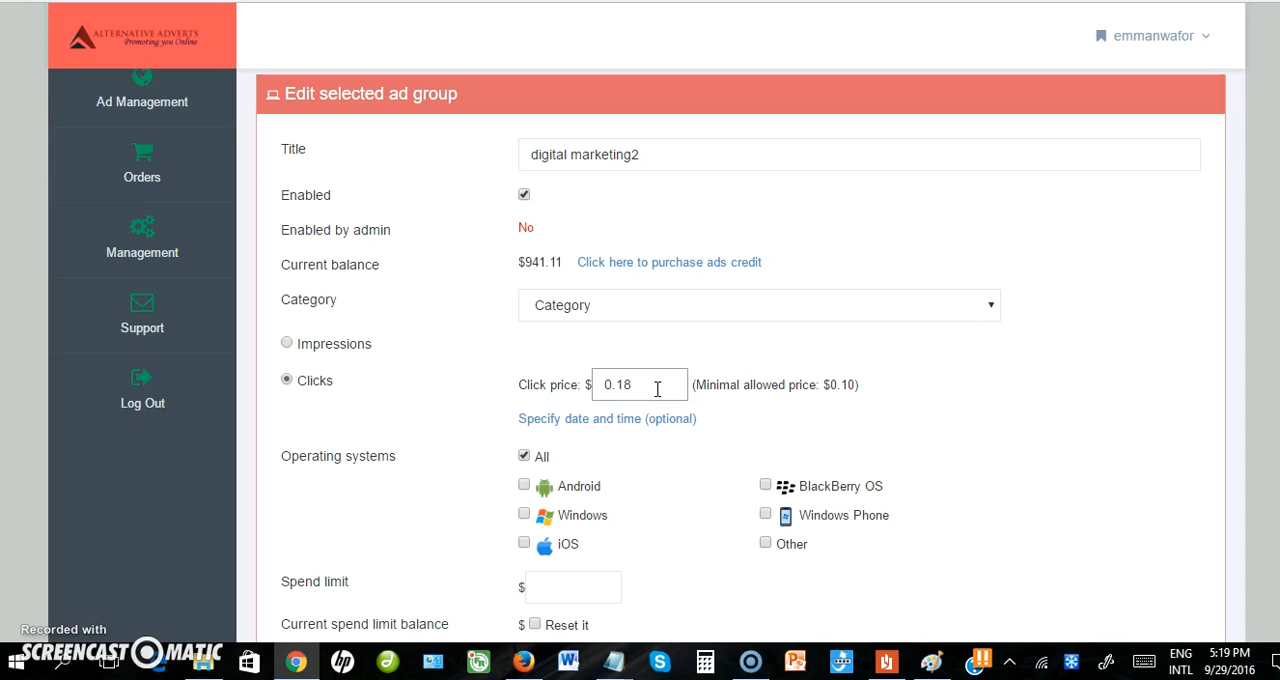 ALTERNATIVE ADVERTS
Promoting you Online
emmanwafor
Ad Management
Orders
Management
Support
Log Out
Edit selected ad group
Title
digital marketing2
Enabled
Enabled by admin
No
Current balance
$941.11 Click here to purchase ads credit
Category
Category
Impressions
Clicks
Click price: $ 0.18 (Minimal allowed price: $0.10)
Specify date and time (optional)
Operating systems
All
Android
BlackBerry OS
Windows
Windows Phone
iOS
Other
Spend limit
$
Current spend limit balance
$ Reset it
Recorded with
SCREENCAST MATIC
ENG
INTL
5:19 PM
9/29/2016